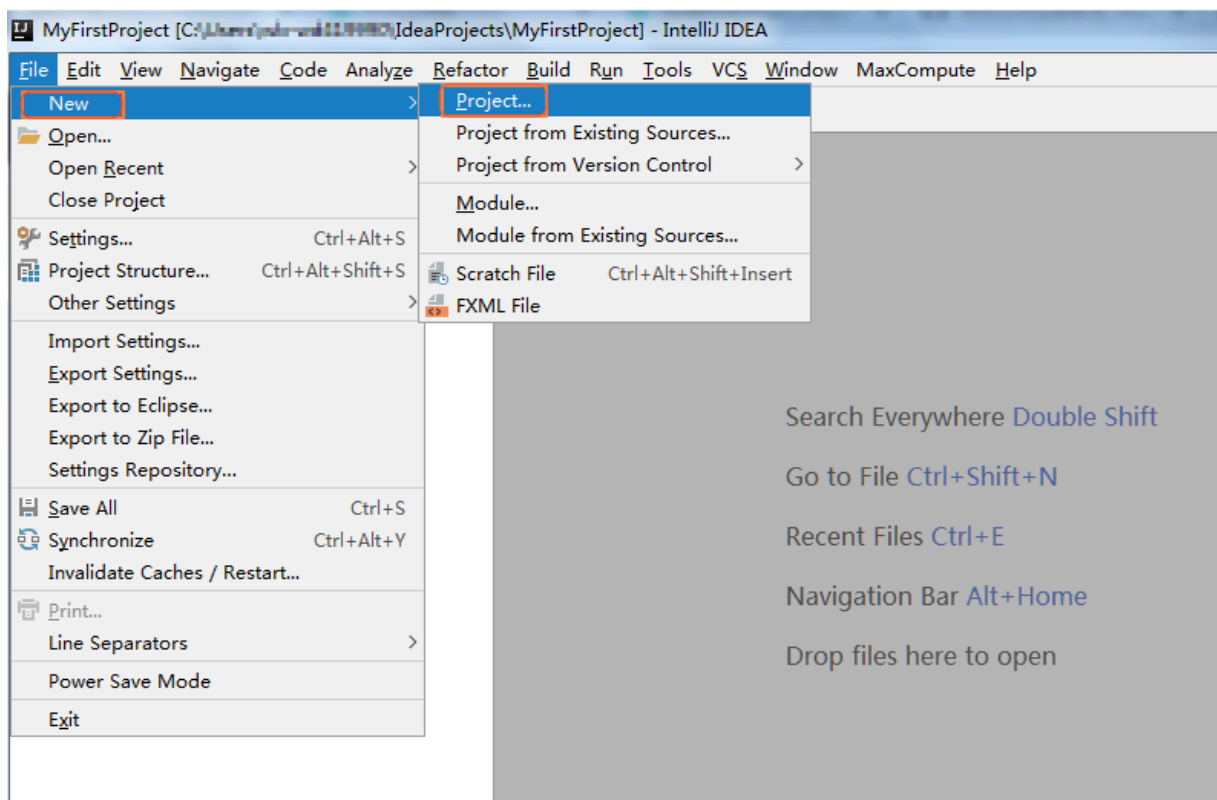 MyFirstProject [C:\ \IdeaProjects\MyFirstProject] - IntelliJ IDEA
File Edit View Navigate Code Analyze Refactor Build Run Tools VCS Window MaxCompute Help
New
Open...
Open Recent
Close Project
Settings... Ctrl+Alt+S
Project Structure... Ctrl+Alt+Shift+S
Other Settings
Import Settings...
Export Settings...
Export to Eclipse...
Export to Zip File...
Settings Repository...
Save All Ctrl+S
Synchronize Ctrl+Alt+Y
Invalidate Caches / Restart...
Print...
Line Separators
Power Save Mode
Exit
Project...
Project from Existing Sources...
Project from Version Control
Module...
Module from Existing Sources...
Scratch File Ctrl+Alt+Shift+Insert
FXML File
Search Everywhere Double Shift
Go to File Ctrl+Shift+N
Recent Files Ctrl+E
Navigation Bar Alt+Home
Drop files here to open